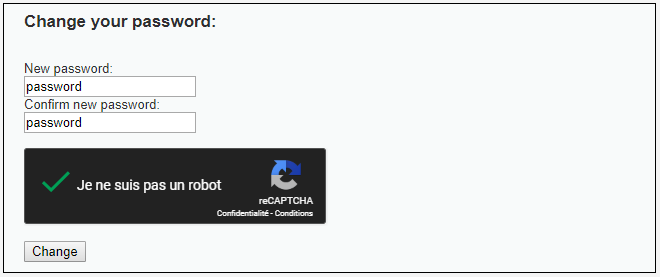 Change your password:
New password:
password
Confirm new password:
password
Je ne suis pas un robot
reCAPTCHA
Confidentialité - Conditions
Change